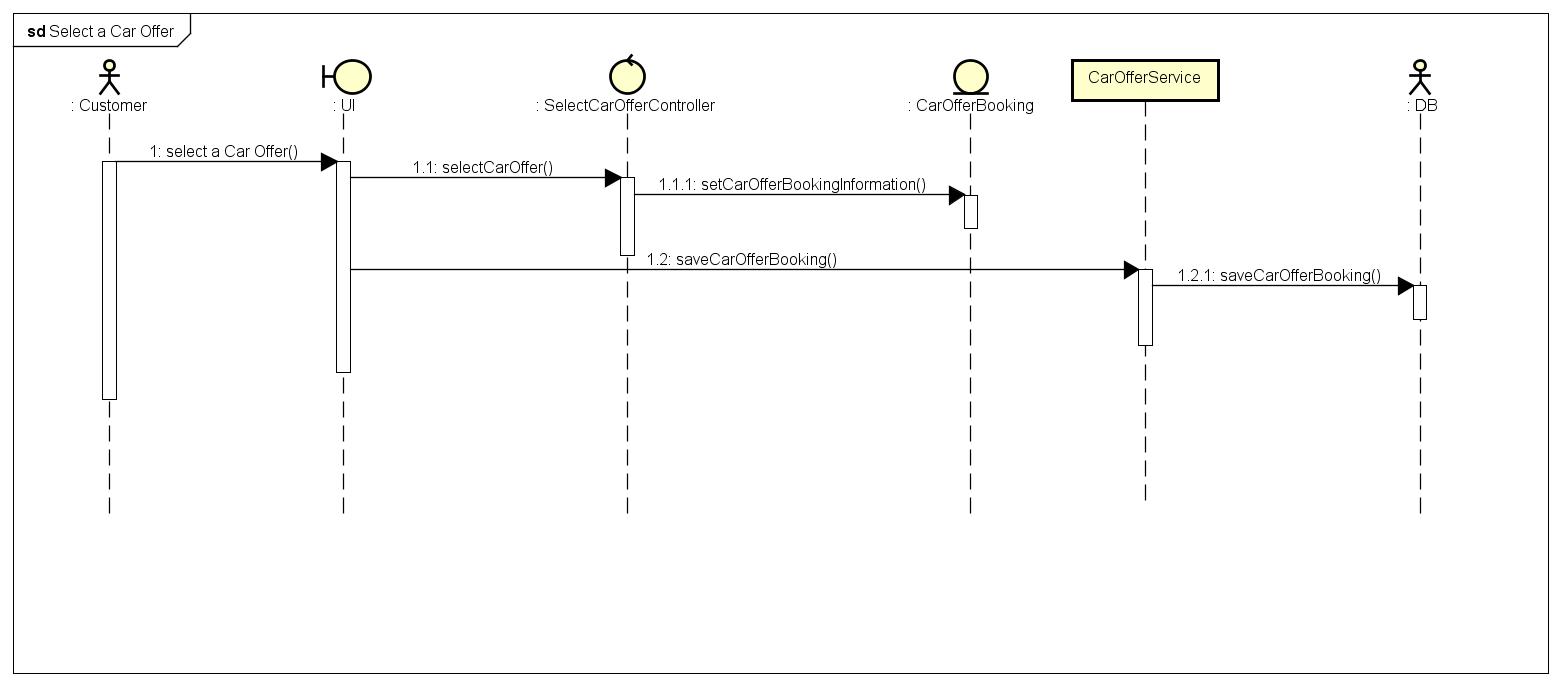 sd Select a Car Offer
: Customer
: UI
: SelectCarOfferController
: CarOfferBooking
CarOfferService
: DB
1: select a Car Offer()
1.1: selectCarOffer()
1.1.1: setCarOfferBookingInformation()
1.2: saveCarOfferBooking()
1.2.1: saveCarOfferBooking()